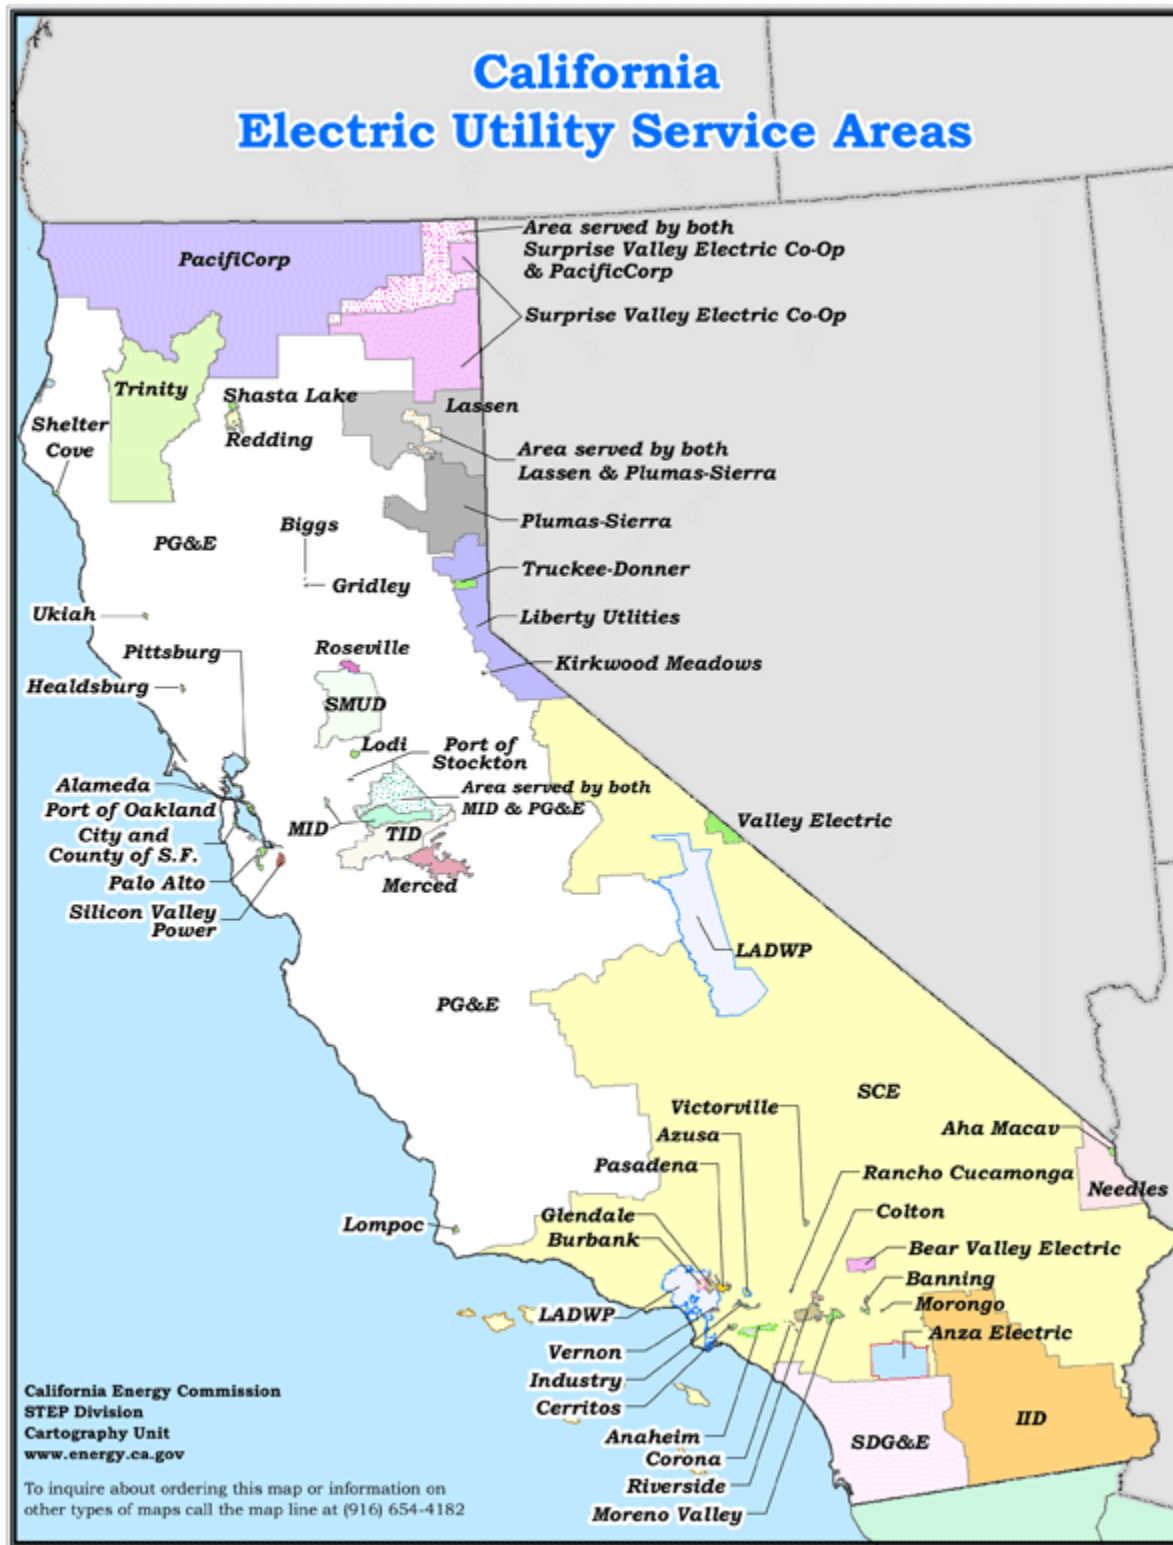 California
Electric Utility Service Areas
Area served by both
Surprise Valley Electric Co-Op
& PacificCorp
PacifiCorp
Surprise Valley Electric Co-Op
Trinity
Shasta Lake
Lassen
Shelter
Cove
Redding
Area served by both
Lassen & Plumas-Sierra
Plumas-Sierra
Biggs
PG&E
Truckee-Donner
Gridley
Ukiah
Liberty Utlities
Pittsburg
Roseville
Kirkwood Meadows
Healdsburg
SMUD
Lodi
Port of
Stockton
Alameda
Area served by both
MID & PG&E
Port of Oakland
City and
County of S.F.
MID
TID
Valley Electric
Palo Alto
Merced
Silicon Valley
Power
LADWP
PG&E
SCE
Victorville
Azusa
Aha Macav
Pasadena
Rancho Cucamonga
Needles
Lompoc
Glendale
Burbank
Colton
Bear Valley Electric
Banning
Morongo
LADWP
Anza Electric
Vernon
Industry
Cerritos
IID
SDG&E
Anaheim
Corona
Riverside
Moreno Valley
California Energy Commission
STEP Division
Cartography Unit
www.energy.ca.gov
To inquire about ordering this map or information on
other types of maps call the map line at (916) 654-4182